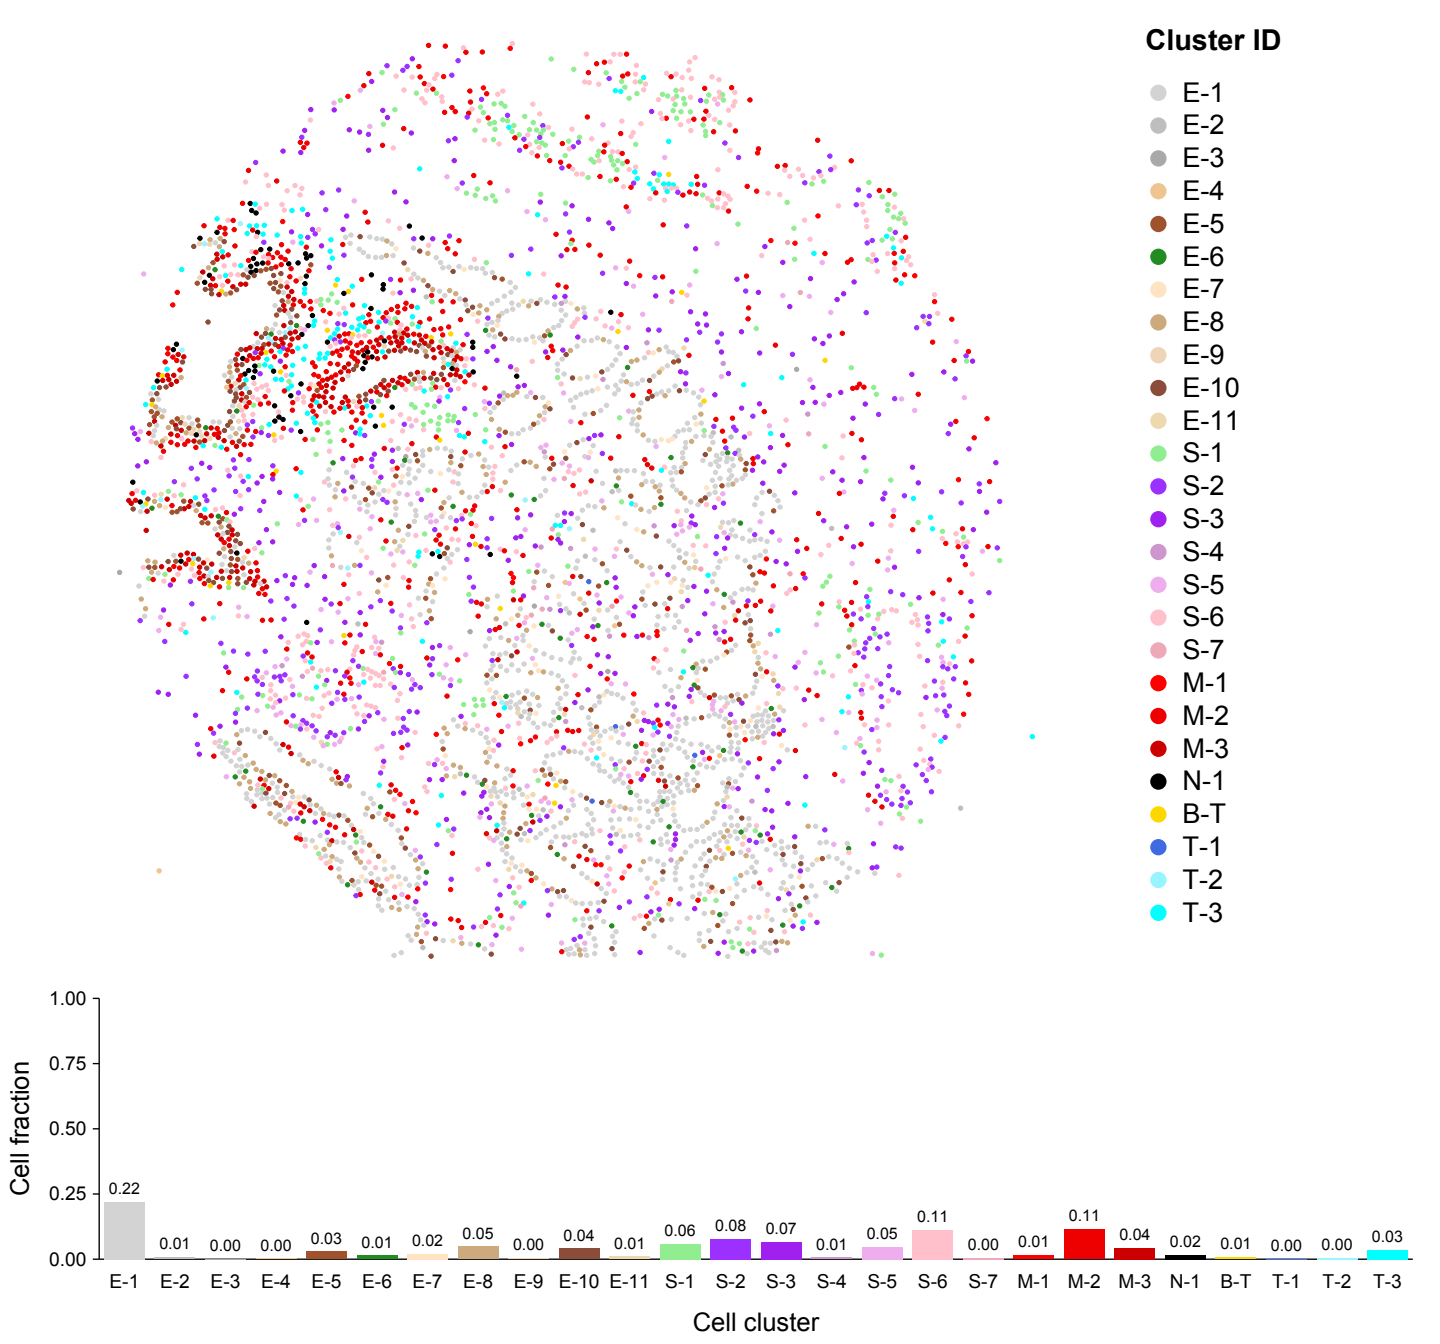 Cluster ID
E-1
E-2
E-3
E-4
E-5
E-6
E-7
E-8
E-9
E-10
E-11
S-1
S-2
S-3
S-4
S-5
S-6
S-7
M-1
M-2
M-3
N-1
B-T
T-1
T-2
T-3
1.00
0.75
0.50
0.25
0.00
Cell fraction
0.22 0.01 0.00 0.00 0.03 0.01 0.02 0.05 0.00 0.04 0.01 0.06 0.08 0.07 0.01 0.05 0.11 0.00 0.01 0.11 0.04 0.02 0.01 0.00 0.00 0.03
E-1 E-2 E-3 E-4 E-5 E-6 E-7 E-8 E-9 E-10 E-11 S-1 S-2 S-3 S-4 S-5 S-6 S-7 M-1 M-2 M-3 N-1 B-T T-1 T-2 T-3
Cell cluster